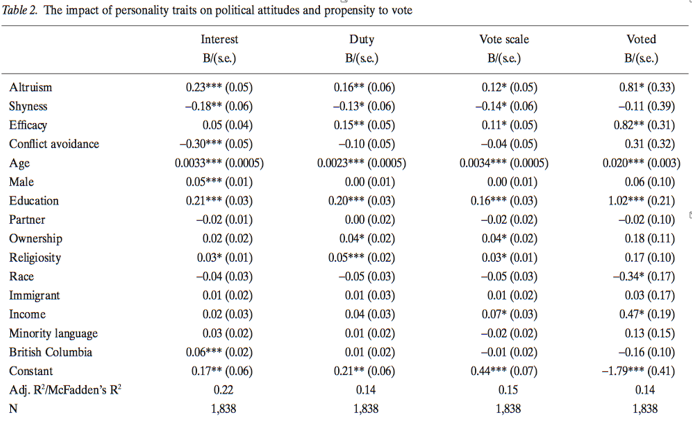 Table 2. The impact of personality traits on political attitudes and propensity to vote
Interest Duty Vote scale Voted
B/(s.e.) B/(s.e.) B/(s.e.) B/(s.e.)
Altruism 0.23*** (0.05) 0.16** (0.06) 0.12* (0.05) 0.81* (0.33)
Shyness −0.18** (0.06) −0.13* (0.06) −0.14* (0.06) −0.11 (0.39)
Efficacy 0.05 (0.04) 0.15** (0.05) 0.11* (0.05) 0.82** (0.31)
Conflict avoidance −0.30*** (0.05) −0.10 (0.05) −0.04 (0.05) 0.31 (0.32)
Age 0.0033*** (0.0005) 0.0023*** (0.0005) 0.0034*** (0.0005) 0.020*** (0.003)
Male 0.05*** (0.01) 0.00 (0.01) 0.00 (0.01) 0.06 (0.10)
Education 0.21*** (0.03) 0.20*** (0.03) 0.16*** (0.03) 1.02*** (0.21)
Partner −0.02 (0.01) 0.00 (0.02) −0.02 (0.02) −0.02 (0.10)
Ownership 0.02 (0.02) 0.04* (0.02) 0.04* (0.02) 0.18 (0.11)
Religiosity 0.03* (0.01) 0.05*** (0.02) 0.03* (0.01) 0.17 (0.10)
Race −0.04 (0.03) −0.05 (0.03) −0.05 (0.03) −0.34* (0.17)
Immigrant 0.01 (0.02) 0.01 (0.03) 0.01 (0.02) 0.03 (0.17)
Income 0.02 (0.03) 0.04 (0.03) 0.07* (0.03) 0.47* (0.19)
Minority language 0.03 (0.02) 0.01 (0.02) −0.02 (0.02) 0.13 (0.15)
British Columbia 0.06*** (0.02) 0.01 (0.02) −0.01 (0.02) −0.16 (0.10)
Constant 0.17** (0.06) 0.21** (0.06) 0.44*** (0.07) −1.79*** (0.41)
Adj. R²/McFadden's R² 0.22 0.14 0.15 0.14
N 1,838 1,838 1,838 1,838